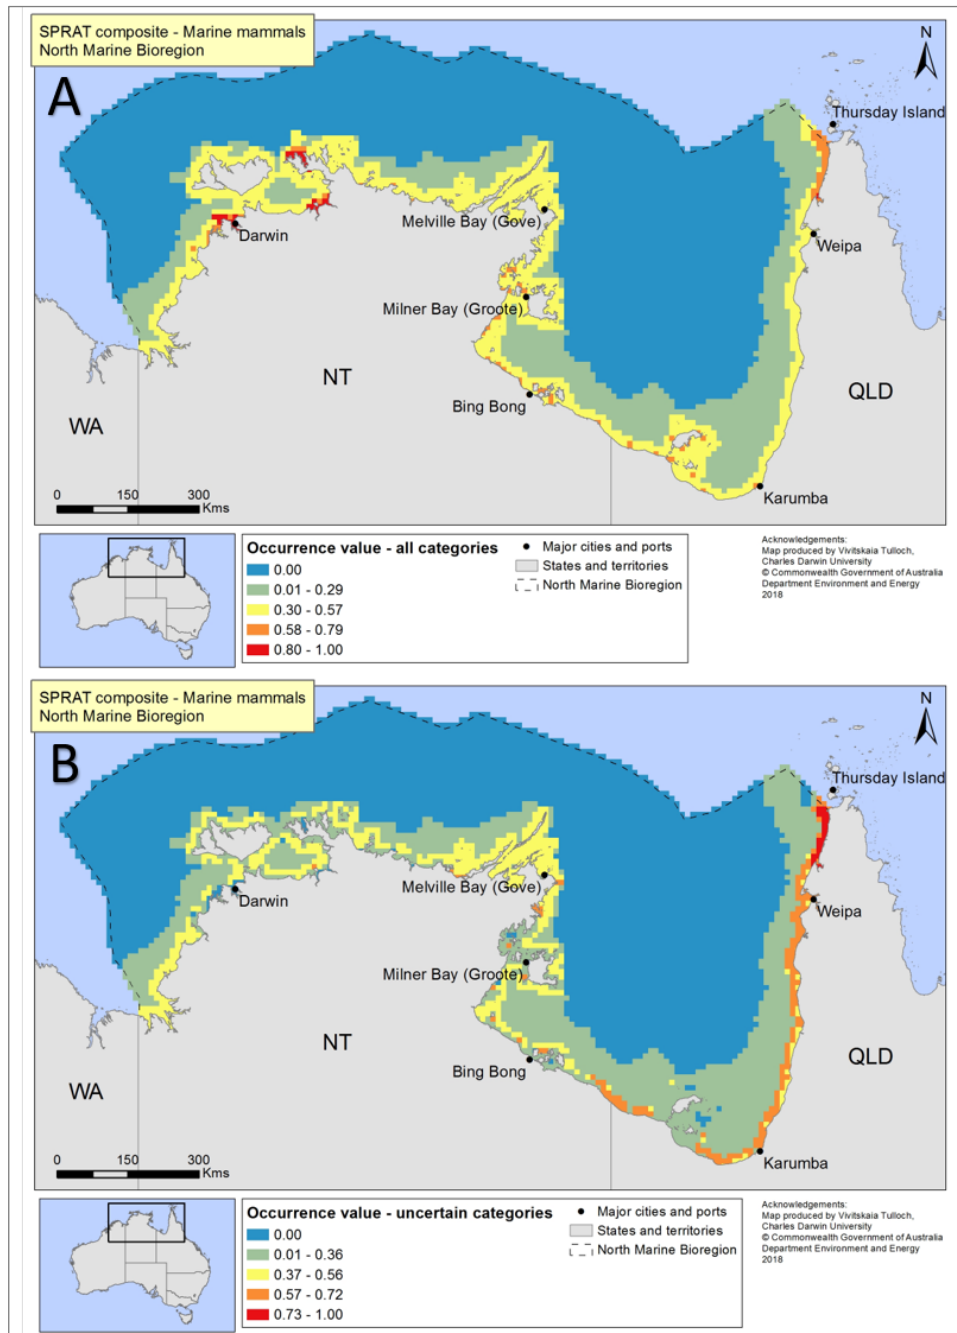 SPRAT composite - Marine mammals
North Marine Bioregion
A
N
Thursday Island
Melville Bay (Gove)
Darwin
Weipa
Milner Bay (Groote)
NT
QLD
Bing Bong
WA
0 150 300
Kms
Karumba
Occurrence value - all categories
0.00
0.01 - 0.29
0.30 - 0.57
0.58 - 0.79
0.80 - 1.00
Major cities and ports
States and territories
North Marine Bioregion
Acknowledgements:
Map produced by Vivitskaia Tulloch,
Charles Darwin University
© Commonwealth Government of Australia
Department Environment and Energy
2018
SPRAT composite - Marine mammals
North Marine Bioregion
B
N
Thursday Island
Melville Bay (Gove)
Darwin
Weipa
Milner Bay (Groote)
NT
QLD
Bing Bong
WA
0 150 300
Kms
Karumba
Occurrence value - uncertain categories
0.00
0.01 - 0.36
0.37 - 0.56
0.57 - 0.72
0.73 - 1.00
Major cities and ports
States and territories
North Marine Bioregion
Acknowledgements:
Map produced by Vivitskaia Tulloch,
Charles Darwin University
© Commonwealth Government of Australia
Department Environment and Energy
2018